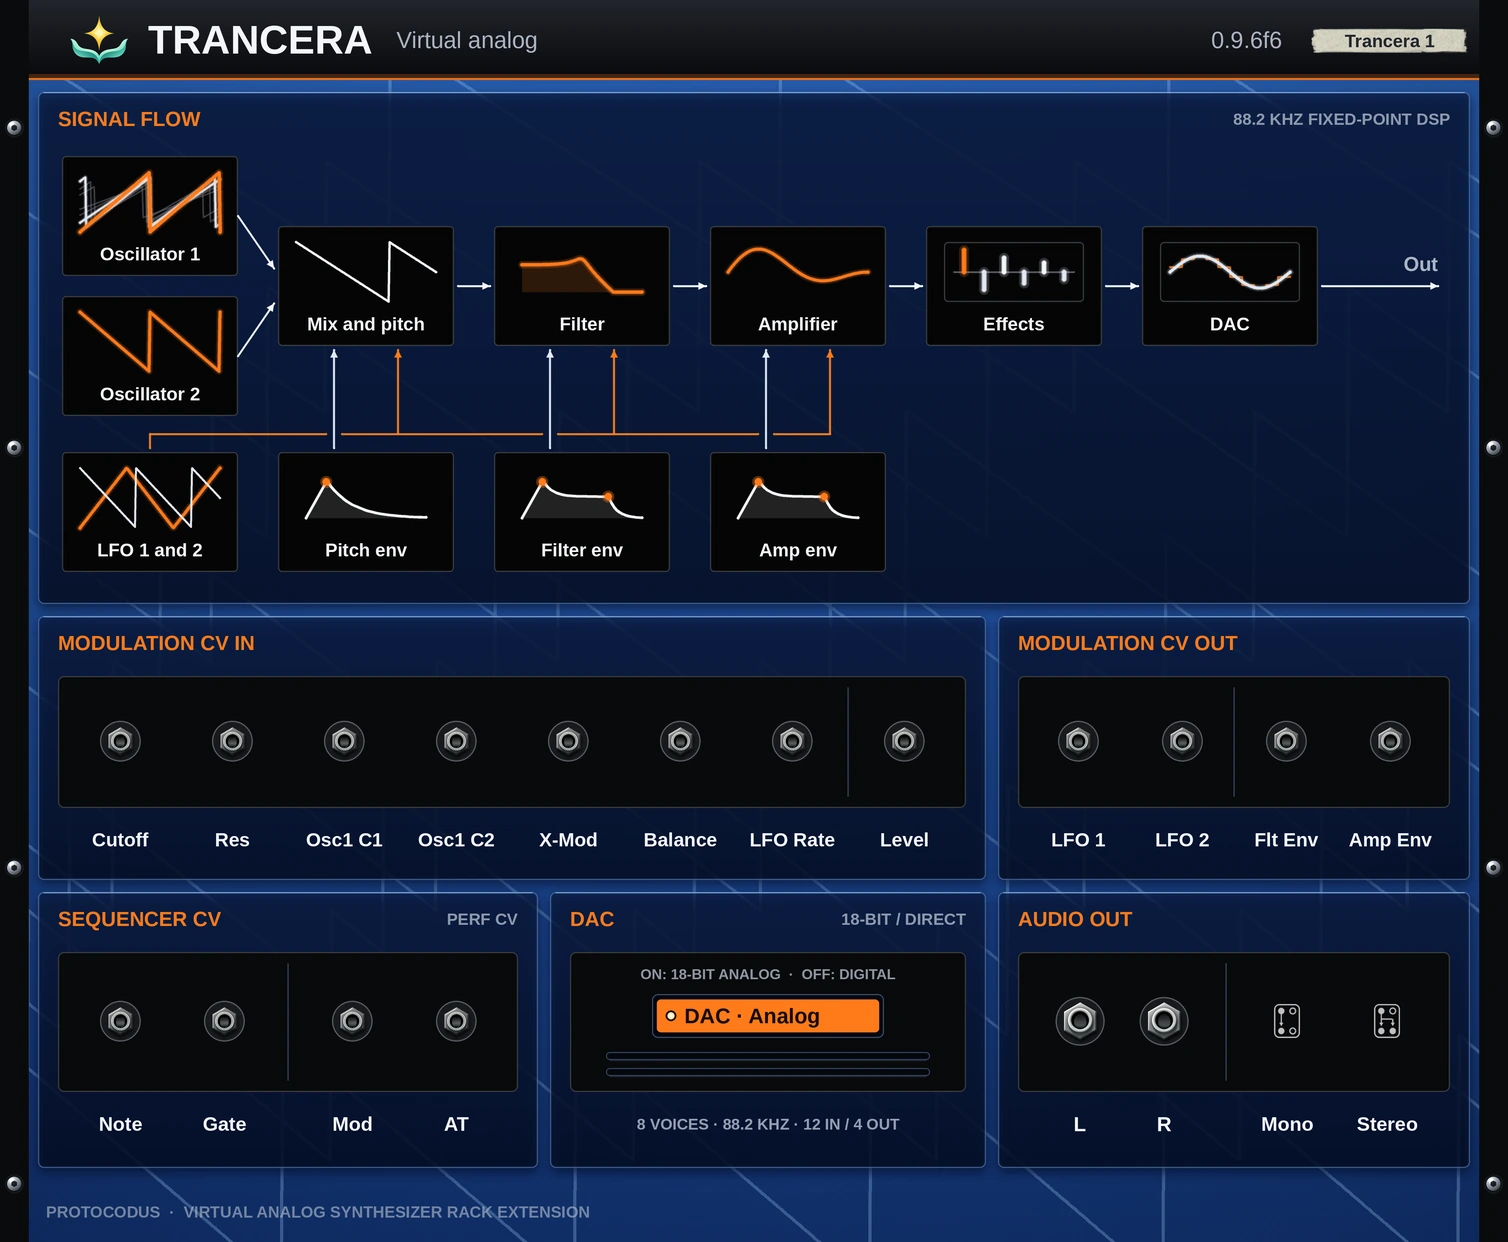 TRANCERA Virtual analog 0.9.6f6 Trancera 1
SIGNAL FLOW 88.2 KHZ FIXED-POINT DSP
Oscillator 1
Oscillator 2
Mix and pitch
Filter
Amplifier
Effects
DAC
Out
LFO 1 and 2
Pitch env
Filter env
Amp env
MODULATION CV IN
Cutoff Res Osc1 C1 Osc1 C2 X-Mod Balance LFO Rate Level
MODULATION CV OUT
LFO 1 LFO 2 Flt Env Amp Env
SEQUENCER CV PERF CV
Note Gate Mod AT
DAC 18-BIT / DIRECT
ON: 18-BIT ANALOG · OFF: DIGITAL
DAC · Analog
8 VOICES · 88.2 KHZ · 12 IN / 4 OUT
AUDIO OUT
L R Mono Stereo
PROTOCODUS · VIRTUAL ANALOG SYNTHESIZER RACK EXTENSION